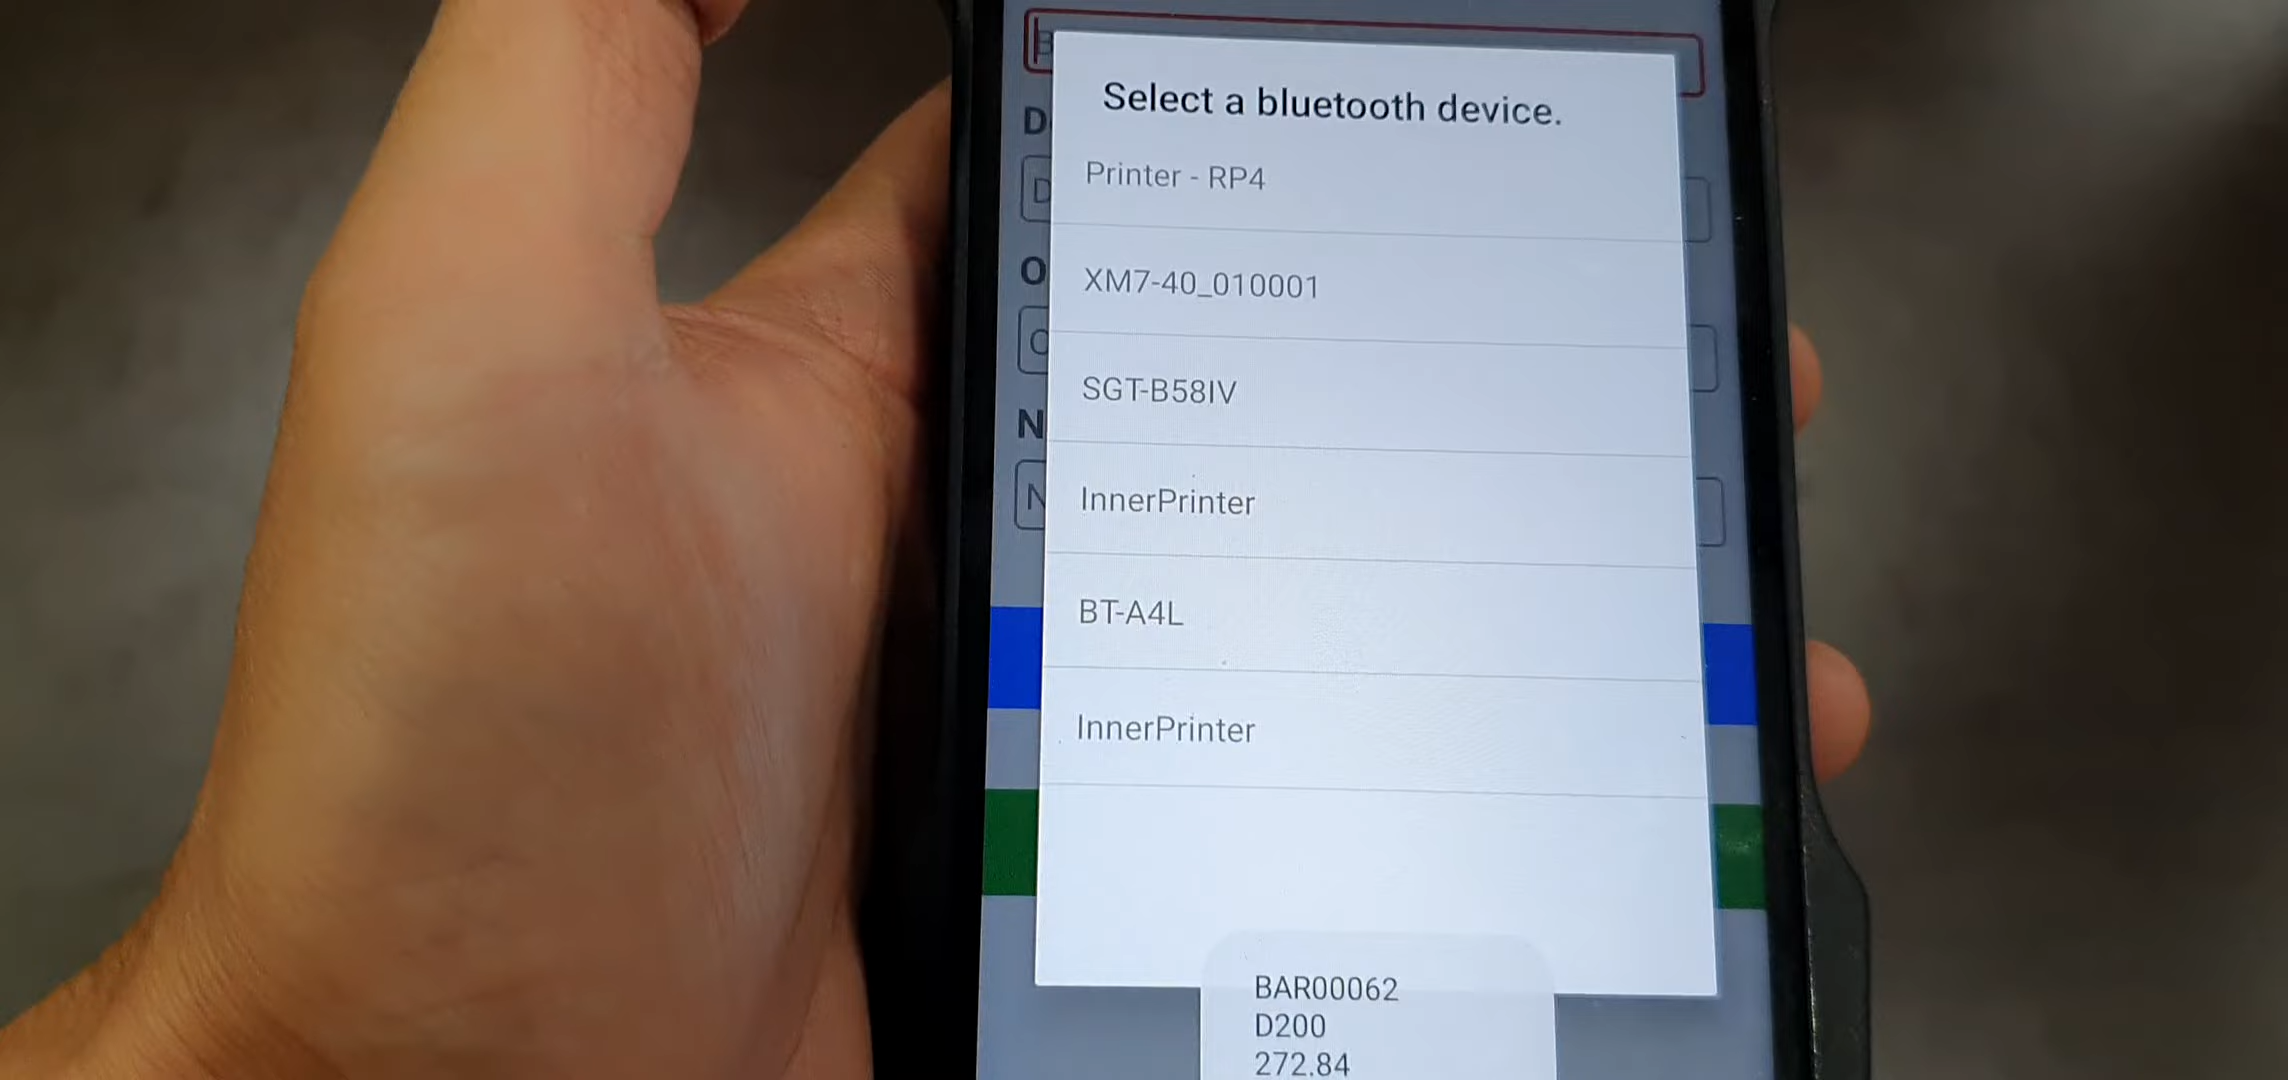 Select a bluetooth device.
Printer - RP4
D
D
XM7-40_010001
O
SGT-B58IV
N
N
InnerPrinter
BT-A4L
InnerPrinter
BAR00062
D200
272.84